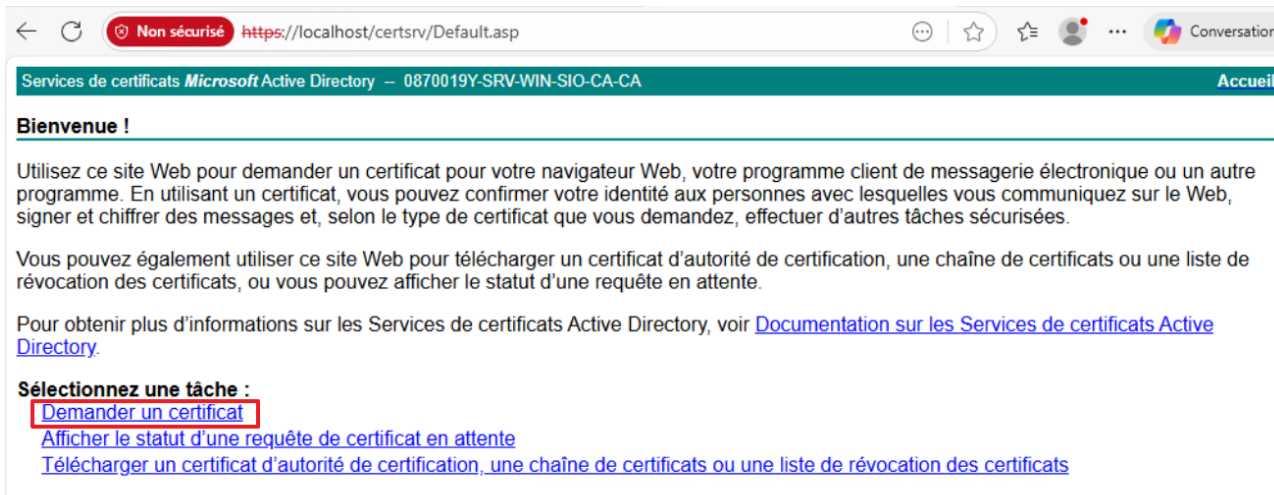 Non sécurisé https://localhost/certsrv/Default.asp Conversation
Services de certificats Microsoft Active Directory -- 0870019Y-SRV-WIN-SIO-CA-CA Accueil
Bienvenue !
Utilisez ce site Web pour demander un certificat pour votre navigateur Web, votre programme client de messagerie électronique ou un autre
programme. En utilisant un certificat, vous pouvez confirmer votre identité aux personnes avec lesquelles vous communiquez sur le Web,
signer et chiffrer des messages et, selon le type de certificat que vous demandez, effectuer d'autres tâches sécurisées.
Vous pouvez également utiliser ce site Web pour télécharger un certificat d'autorité de certification, une chaîne de certificats ou une liste de
révocation des certificats, ou vous pouvez afficher le statut d'une requête en attente.
Pour obtenir plus d'informations sur les Services de certificats Active Directory, voir Documentation sur les Services de certificats Active
Directory.
Sélectionnez une tâche :
Demander un certificat
Afficher le statut d'une requête de certificat en attente
Télécharger un certificat d'autorité de certification, une chaîne de certificats ou une liste de révocation des certificats